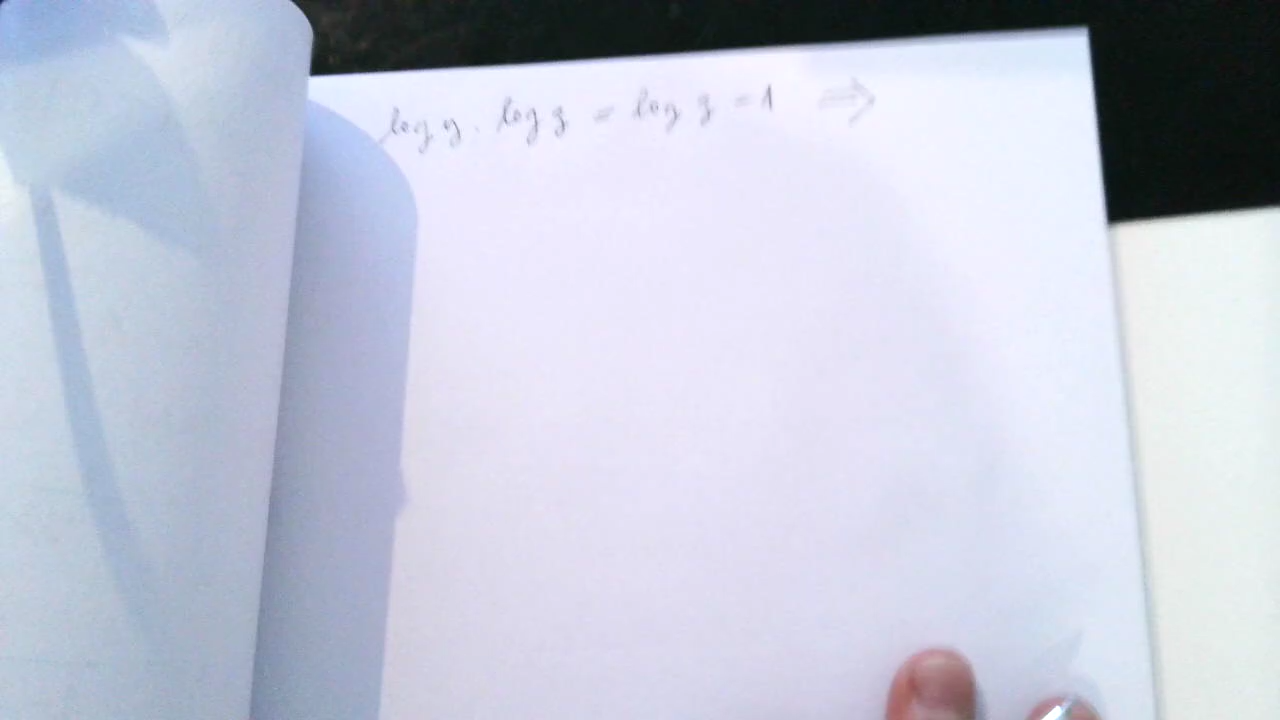 log y · log z = log z = 1 ⇒